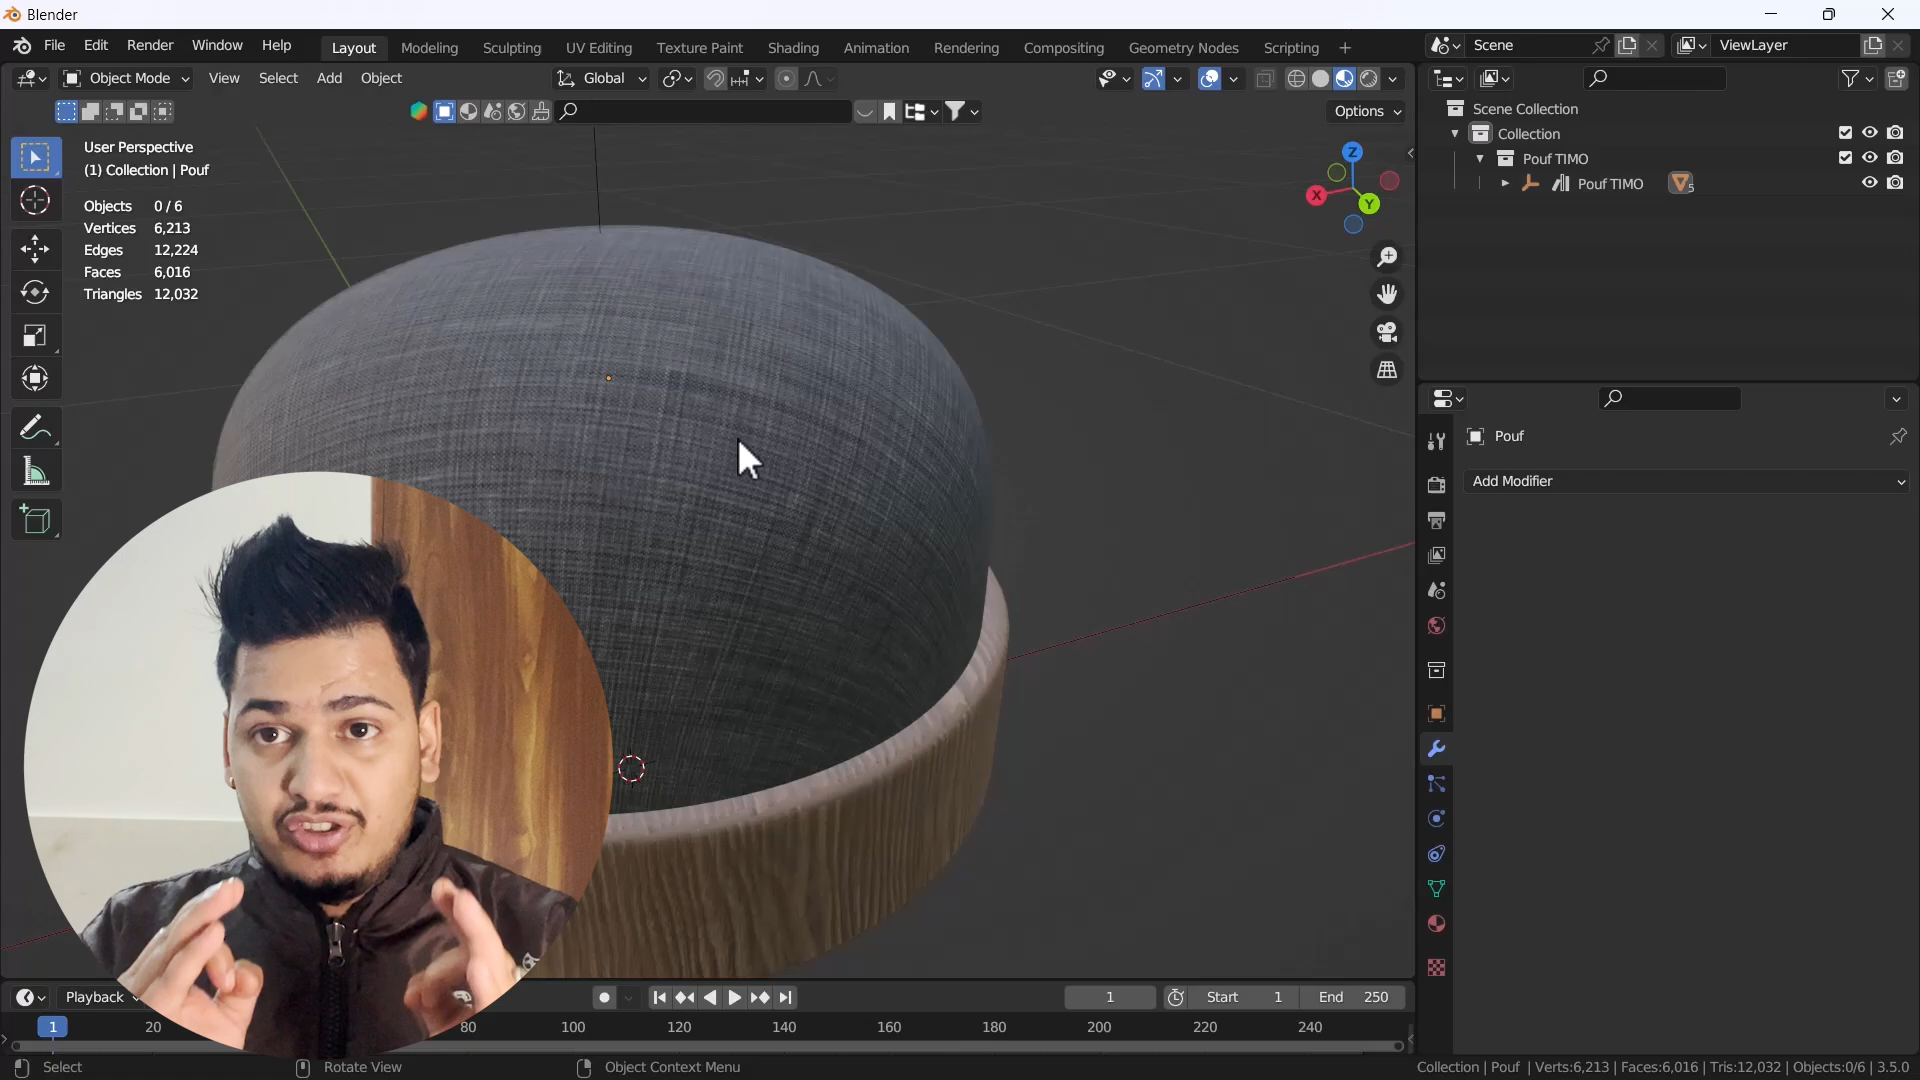 Blender
File Edit Render Window Help
Layout Modeling Sculpting UV Editing Texture Paint Shading Animation Rendering Compositing Geometry Nodes Scripting +
Scene
ViewLayer
Object Mode View Select Add Object
Global
Options
User Perspective
(1) Collection | Pouf
Objects 0 / 6
Vertices 6,213
Edges 12,224
Faces 6,016
Triangles 12,032
Z
X
Y
Scene Collection
Collection
Pouf TIMO
Pouf TIMO
5
Pouf
Add Modifier
Playback
1
Start 1
End 250
1 20 80 100 120 140 160 180 200 220 240
Select
Rotate View
Object Context Menu
Collection | Pouf | Verts:6,213 | Faces:6,016 | Tris:12,032 | Objects:0/6 | 3.5.0